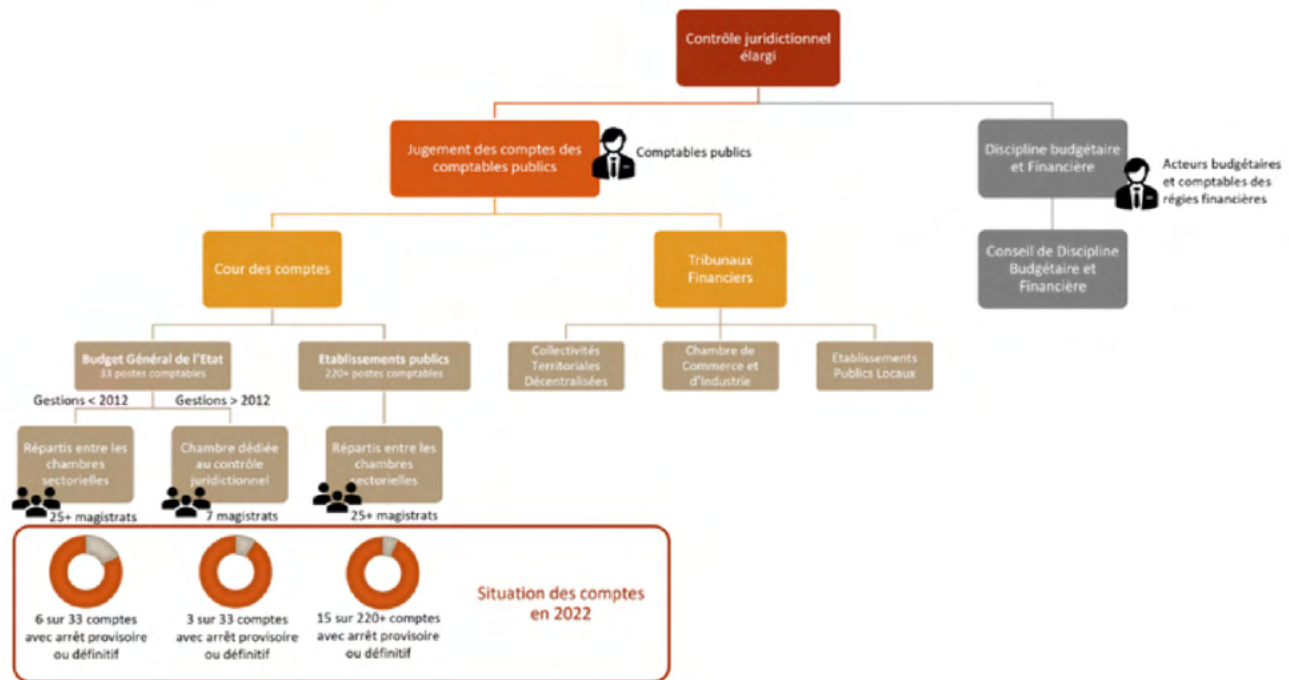 Contrôle juridictionnel
élargi
Jugement des comptes des
comptables publics
Comptables publics
Discipline budgétaire
et Financière
Acteurs budgétaires
et comptables des
régies financières
Cour des comptes
Tribunaux
Financiers
Conseil de Discipline
Budgétaire et
Financière
Budget Général de l'Etat
33 postes comptables
Etablissements publics
220+ postes comptables
Collectivités
Territoriales
Décentralisées
Chambre de
Commerce et
d'Industrie
Etablissements
Publics Locaux
Gestions < 2012
Gestions > 2012
Répartis entre les
chambres
sectorielles
Chambre dédiée
au contrôle
juridictionnel
Répartis entre les
chambres
sectorielles
25+ magistrats
7 magistrats
25+ magistrats
6 sur 33 comptes
avec arrêt provisoire
ou définitif
3 sur 33 comptes
avec arrêt provisoire
ou définitif
15 sur 220+ comptes
avec arrêt provisoire
ou définitif
Situation des comptes
en 2022